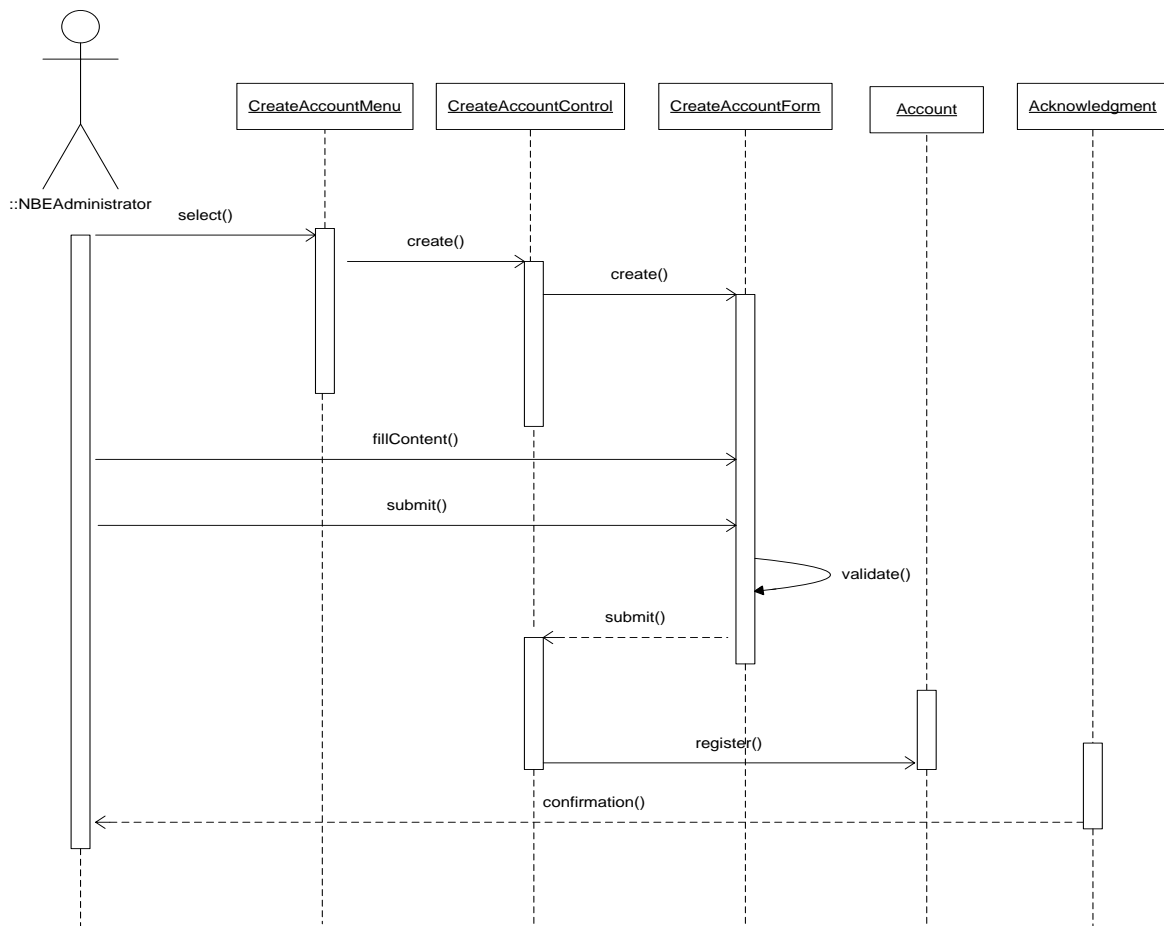 CreateAccountMenu
CreateAccountControl
CreateAccountForm
Account
Acknowledgment
::NBEAdministrator
select()
create()
create()
fillContent()
submit()
validate()
submit()
register()
confirmation()